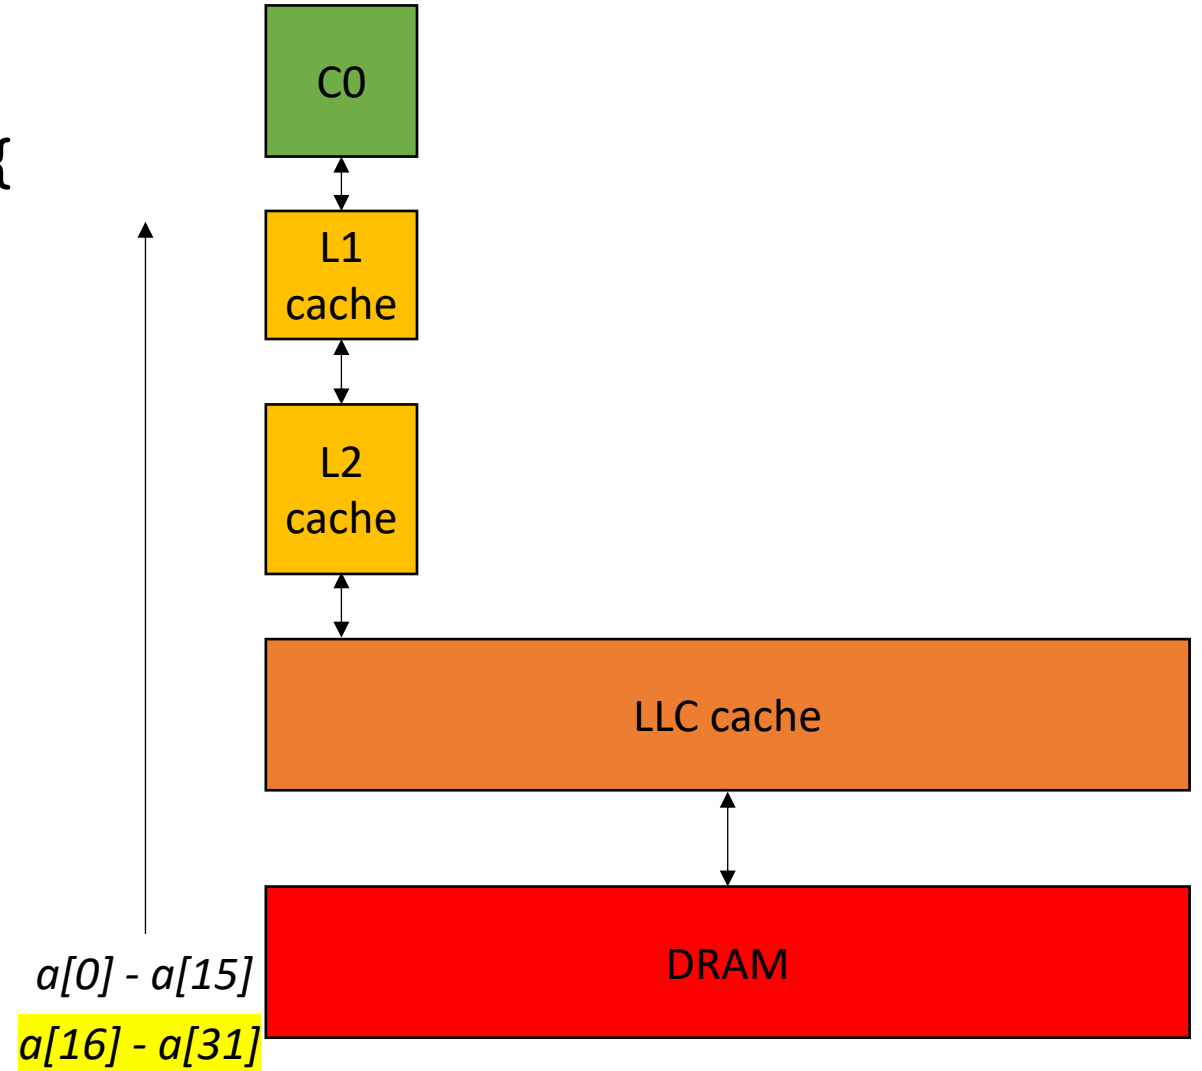 C0
{
L1
cache
L2
cache
LLC cache
DRAM
a[0] - a[15]
a[16] - a[31]